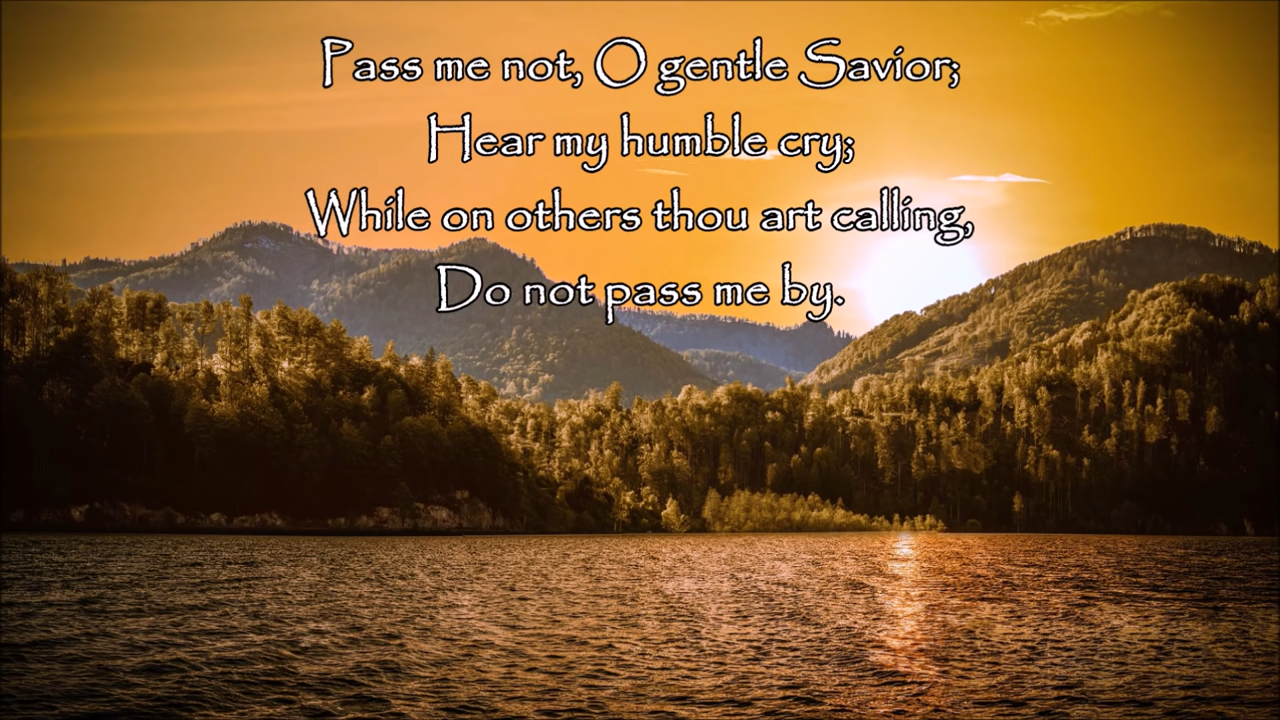 Pass me not, O gentle Savior;
Hear my humble cry;
While on others thou art calling,
Do not pass me by.